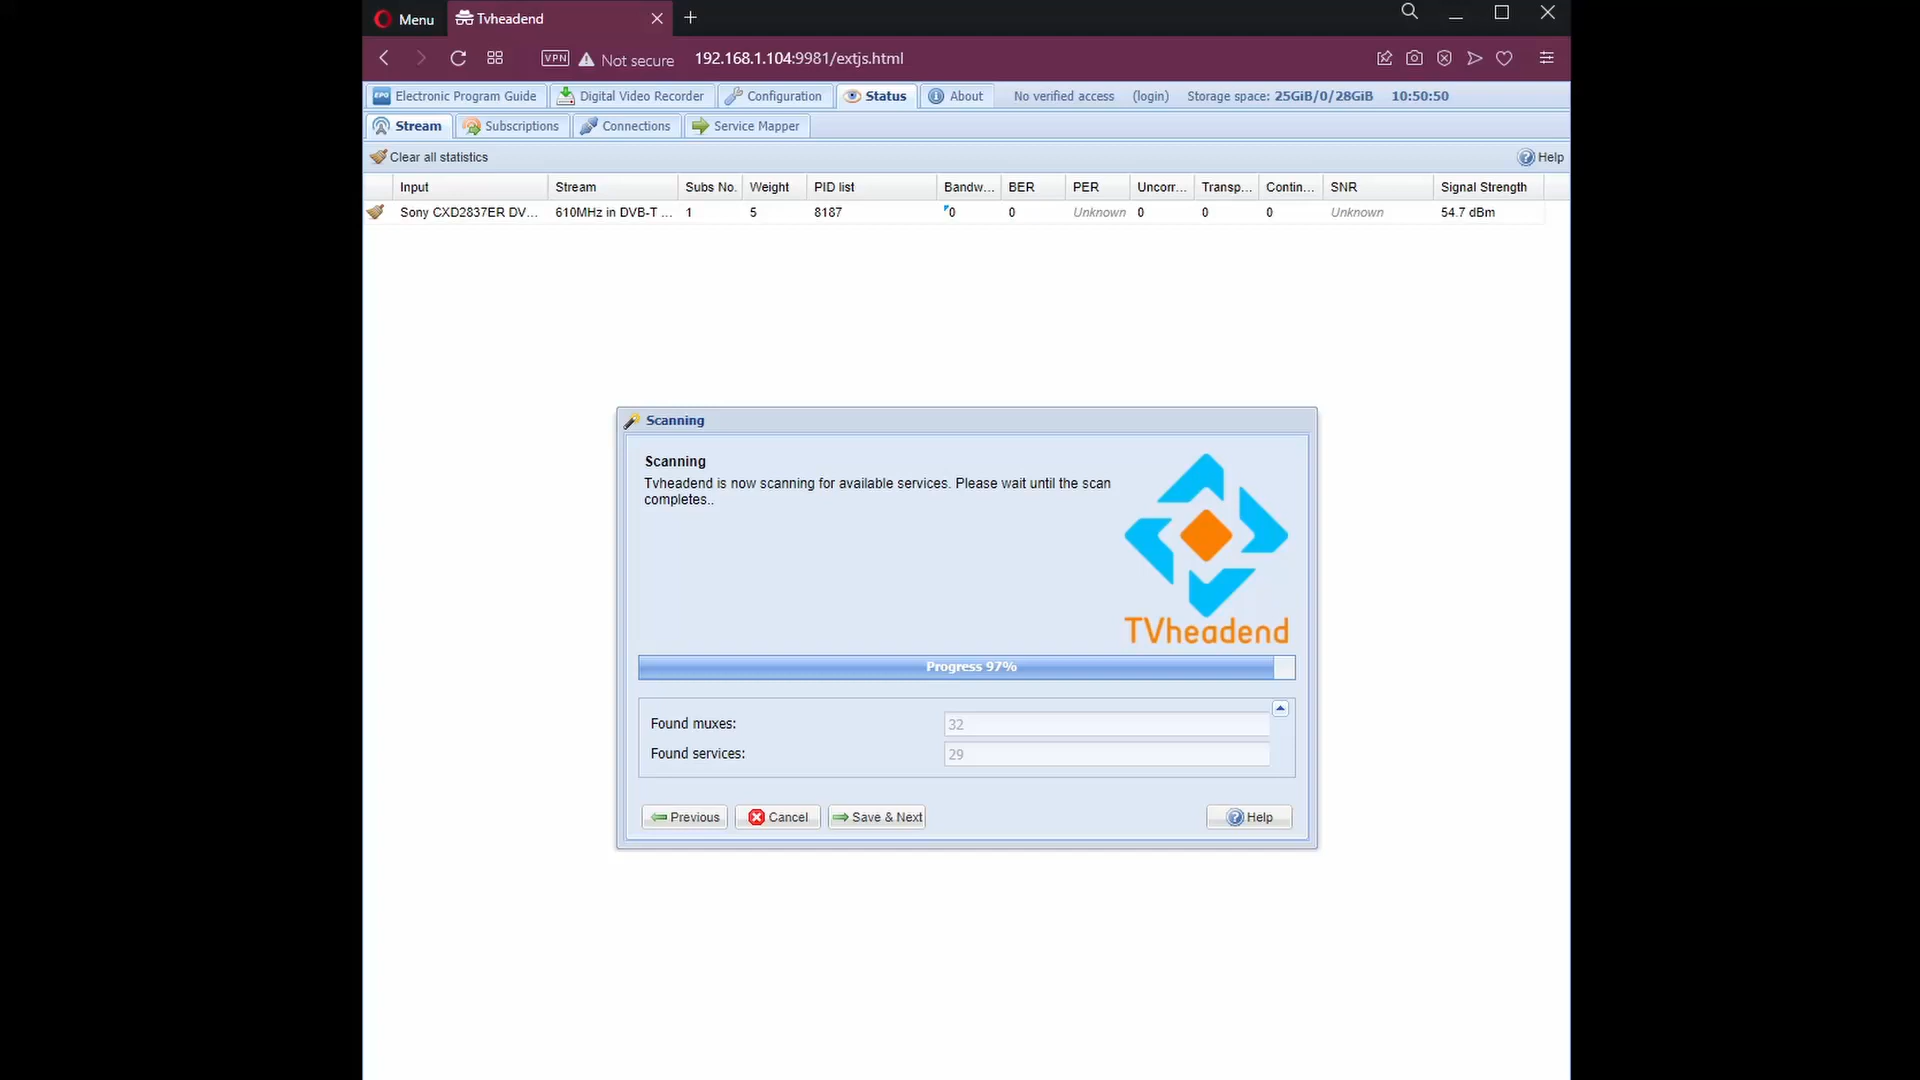 Menu
Tvheadend
VPN
Not secure
192.168.1.104:9981/extjs.html
EPG Electronic Program Guide
Digital Video Recorder
Configuration
Status
About
No verified access
(login)
Storage space: 25GiB/0/28GiB
10:50:50
Stream
Subscriptions
Connections
Service Mapper
Clear all statistics
Help
Input Stream Subs No. Weight PID list Bandw... BER PER Uncorr... Transp... Contin... SNR Signal Strength
Sony CXD2837ER DV... 610MHz in DVB-T ... 1 5 8187 0 0 Unknown 0 0 0 Unknown 54.7 dBm
Scanning
Scanning
Tvheadend is now scanning for available services. Please wait until the scan
completes..
TVheadend
Progress 97%
Found muxes: 32
Found services: 29
Previous
Cancel
Save & Next
Help